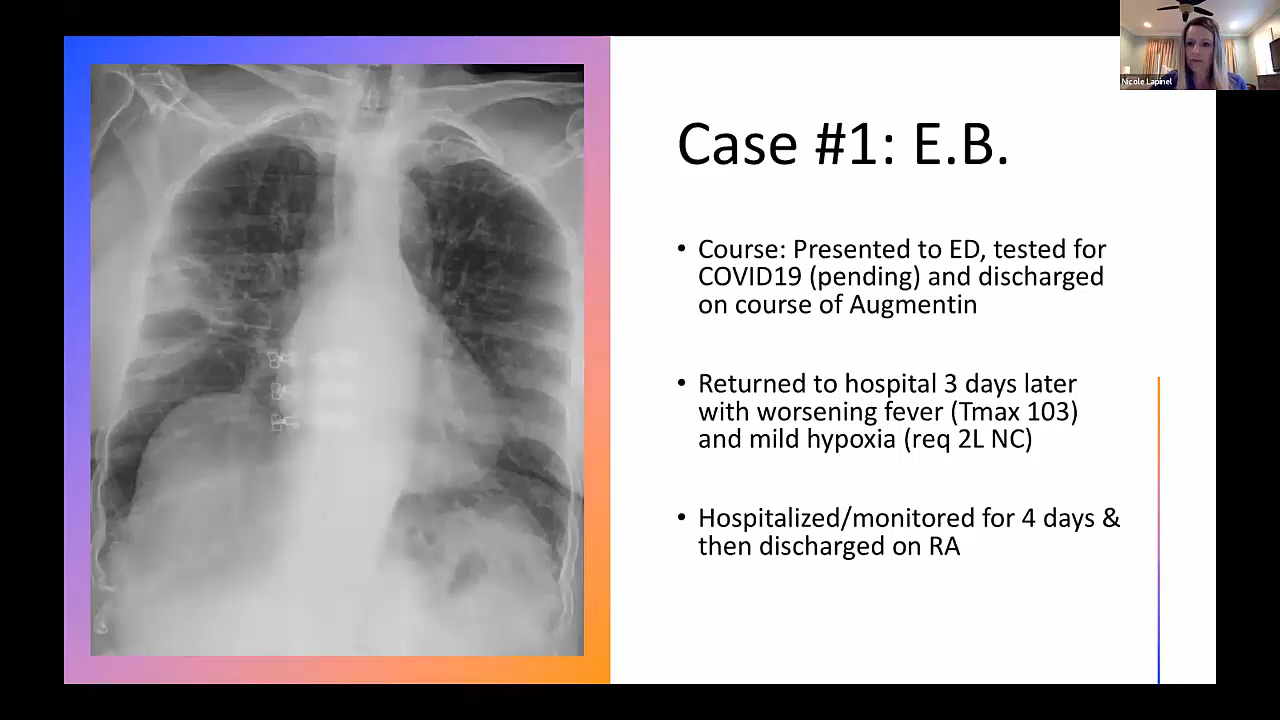 Nicole Lapinel
Case #1: E.B.
• Course: Presented to ED, tested for
COVID19 (pending) and discharged
on course of Augmentin
• Returned to hospital 3 days later
with worsening fever (Tmax 103)
and mild hypoxia (req 2L NC)
• Hospitalized/monitored for 4 days &
then discharged on RA